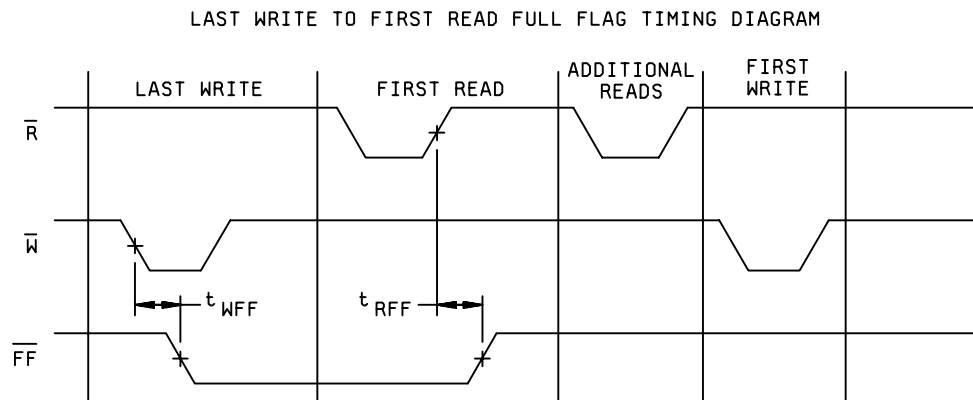 LAST WRITE TO FIRST READ FULL FLAG TIMING DIAGRAM
LAST WRITE
FIRST READ
ADDITIONAL
READS
FIRST
WRITE
R̅
W̅
t WFF
t RFF
F̅F̅